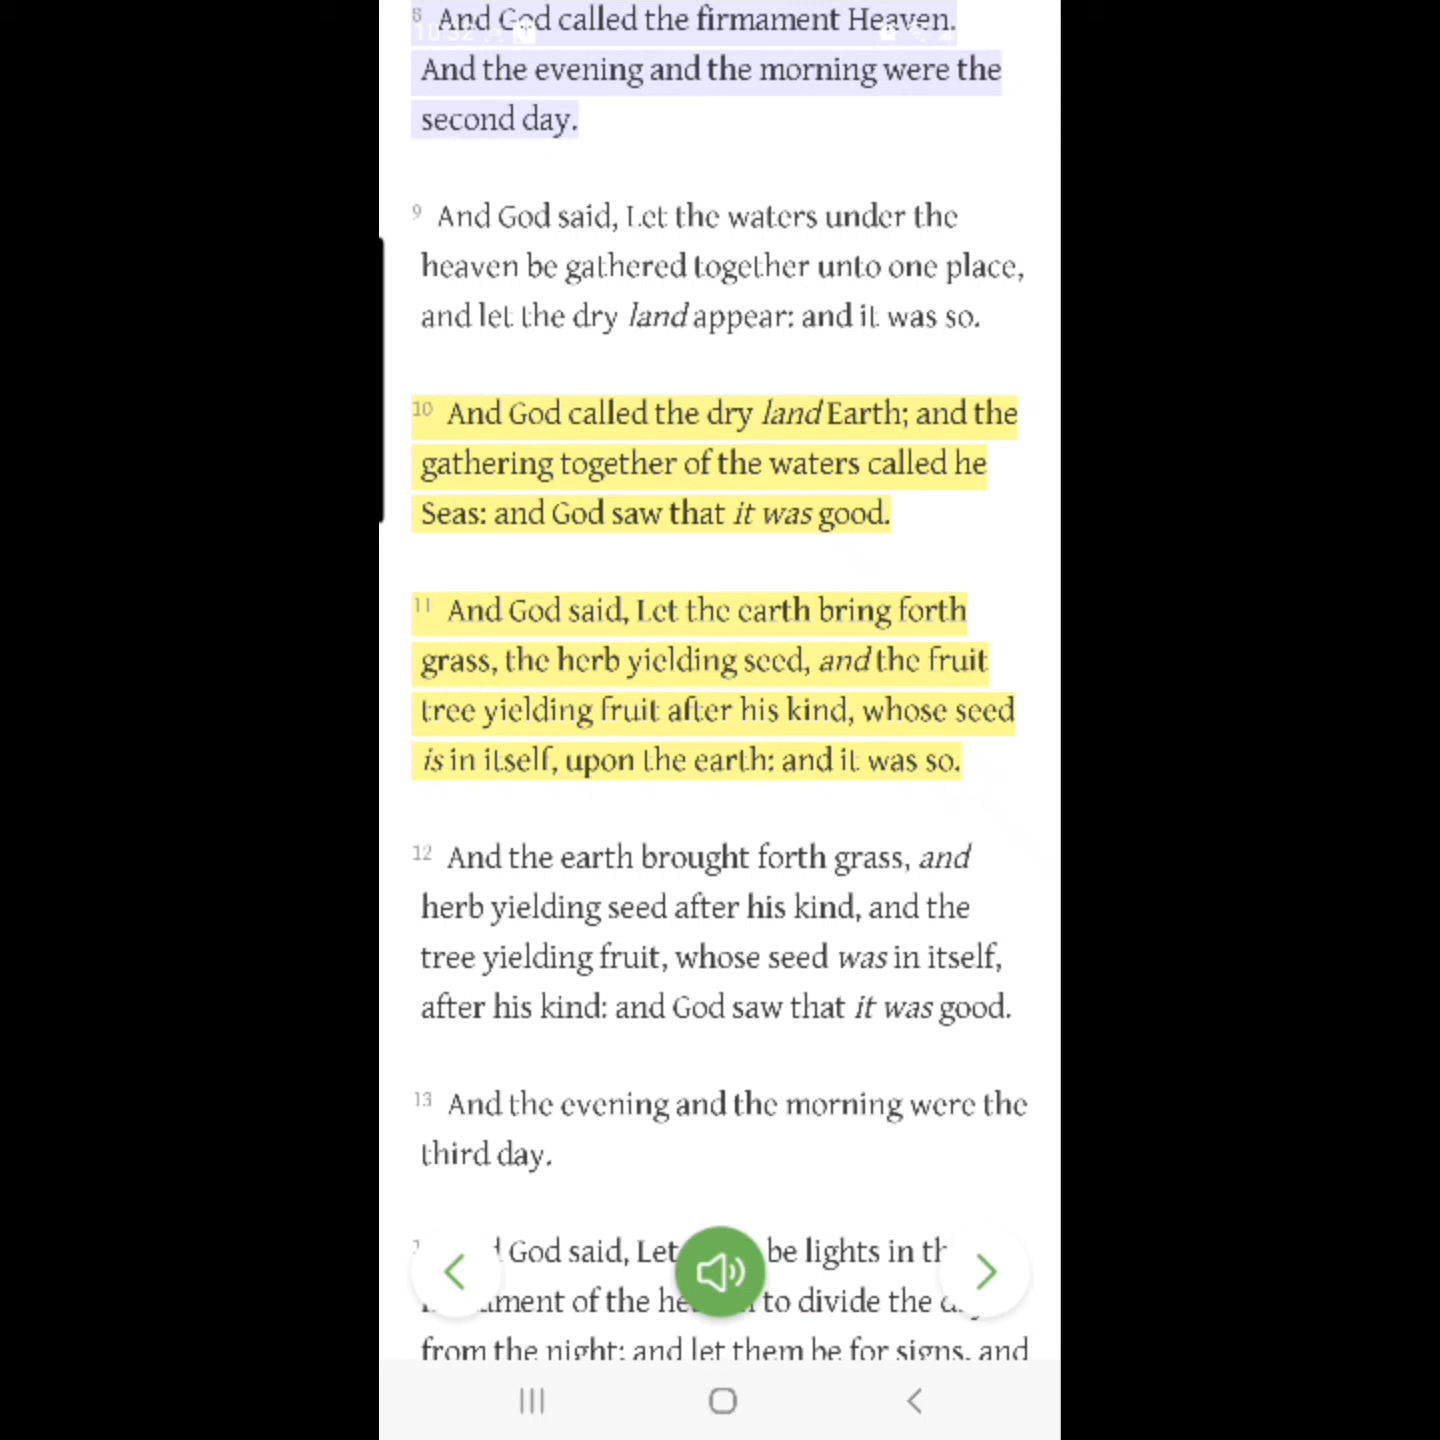 8 And God called the firmament Heaven.
And the evening and the morning were the
second day.
9 And God said, Let the waters under the
heaven be gathered together unto one place,
and let the dry land appear: and it was so.
10 And God called the dry land Earth; and the
gathering together of the waters called he
Seas: and God saw that it was good.
11 And God said, Let the earth bring forth
grass, the herb yielding seed, and the fruit
tree yielding fruit after his kind, whose seed
is in itself, upon the earth: and it was so.
12 And the earth brought forth grass, and
herb yielding seed after his kind, and the
tree yielding fruit, whose seed was in itself,
after his kind: and God saw that it was good.
13 And the evening and the morning were the
third day.
God said, Let be lights in
of the to divide the
from the night: and let them be for signs, and